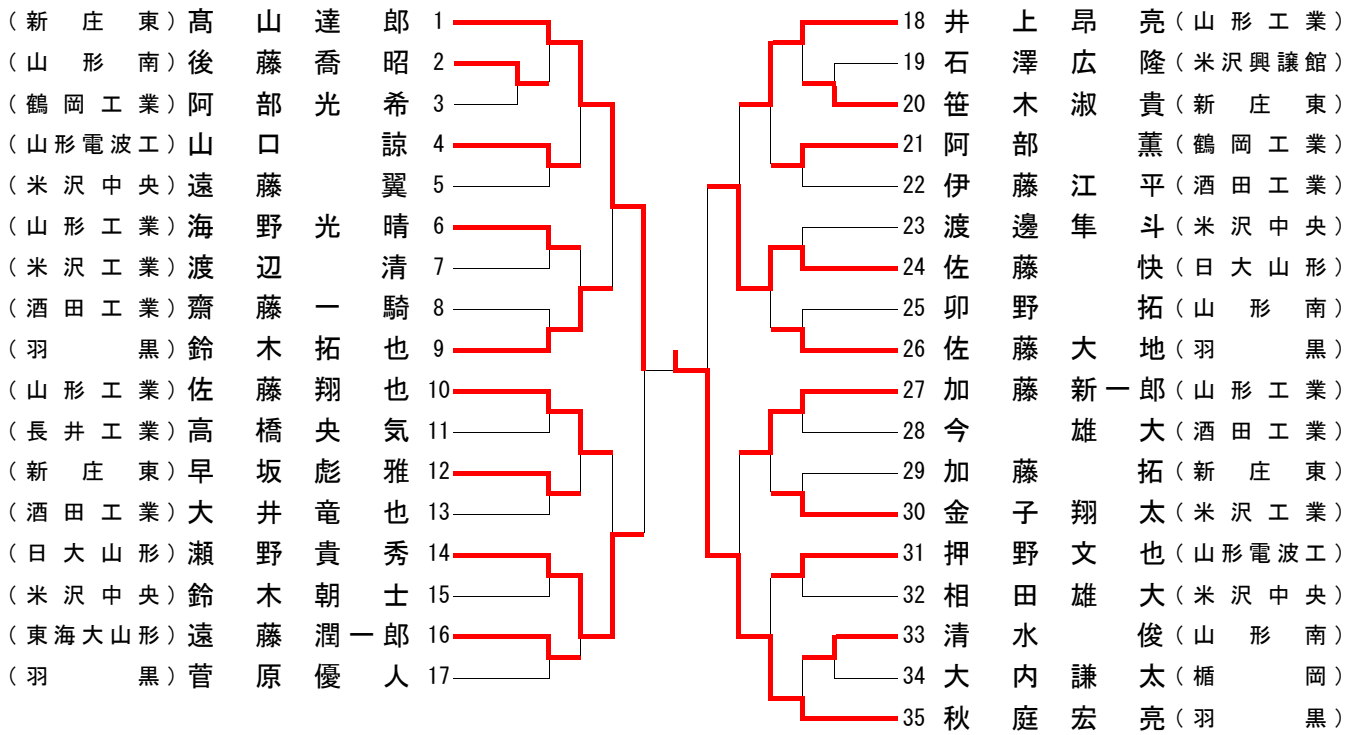 (新庄東) 髙山達郎 1
(山形南) 後藤喬昭 2
(鶴岡工業) 阿部光希 3
(山形電波工) 山口諒 4
(米沢中央) 遠藤翼 5
(山形工業) 海野光晴 6
(米沢工業) 渡辺清 7
(酒田工業) 齋藤一騎 8
(羽黒) 鈴木拓也 9
(山形工業) 佐藤翔也 10
(長井工業) 高橋央気 11
(新庄東) 早坂彪雅 12
(酒田工業) 大井竜也 13
(日大山形) 瀬野貴秀 14
(米沢中央) 鈴木朝士 15
(東海大山形) 遠藤潤一郎 16
(羽黒) 菅原優人 17
18 井上昂亮 (山形工業)
19 石澤広隆 (米沢興譲館)
20 笹木淑貴 (新庄東)
21 阿部薫 (鶴岡工業)
22 伊藤江平 (酒田工業)
23 渡邊隼斗 (米沢中央)
24 佐藤快 (日大山形)
25 卯野拓 (山形南)
26 佐藤大地 (羽黒)
27 加藤新一郎 (山形工業)
28 今雄大 (酒田工業)
29 加藤拓 (新庄東)
30 金子翔太 (米沢工業)
31 押野文也 (山形電波工)
32 相田雄大 (米沢中央)
33 清水俊 (山形南)
34 大内謙太 (楯岡)
35 秋庭宏亮 (羽黒)